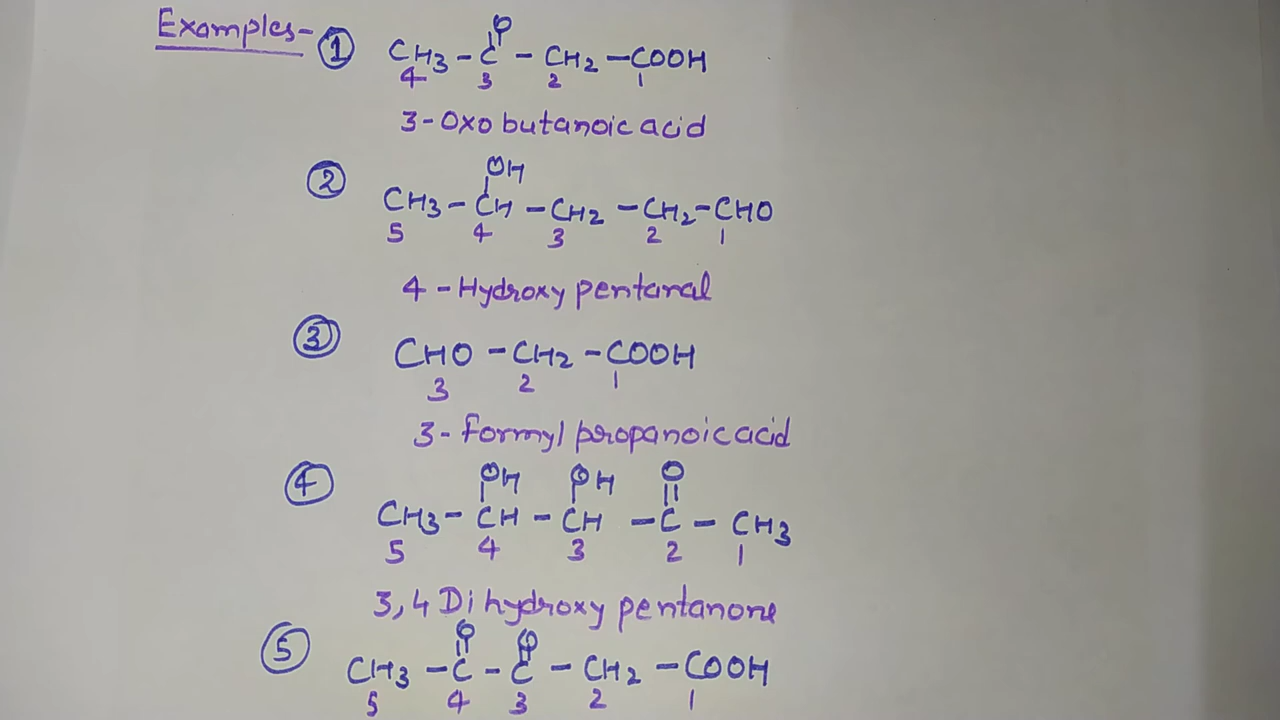 Examples- ① CH3-C-CH2-COOH
O
4 3 2 1
3-Oxo butanoic acid
OH
② CH3-CH-CH2-CH2-CHO
5 4 3 2 1
4-Hydroxy pentanal
③ CHO-CH2-COOH
3 2 1
3-formyl propanoic acid
OH OH O
④ CH3-CH-CH-C-CH3
5 4 3 2 1
3,4 Di hydroxy pentanone
O O
⑤ CH3-C-C-CH2-COOH
5 4 3 2 1